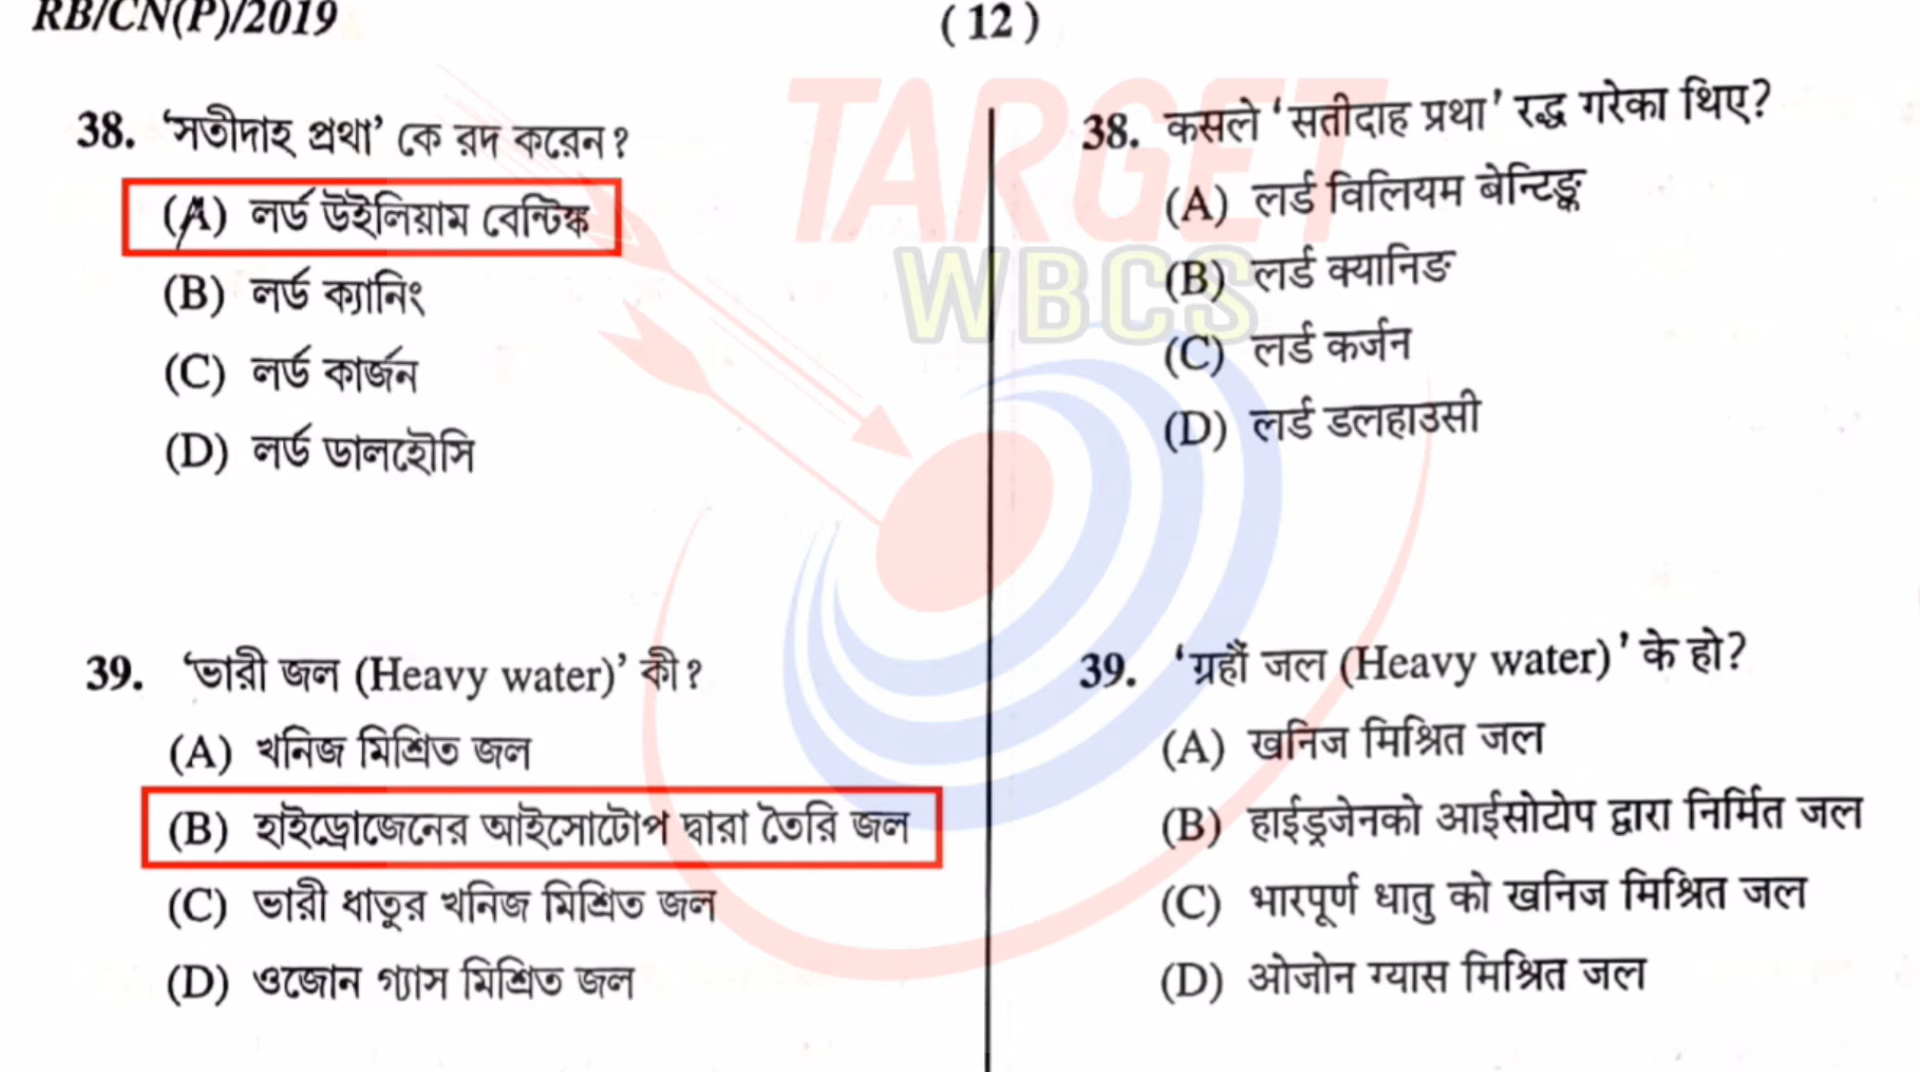 RB/CN(P)/2019
( 12 )
38. ‘সতীদাহ প্রথা’ কে রদ করেন?
(A) লর্ড উইলিয়াম বেন্টিঙ্ক
(B) লর্ড ক্যানিং
(C) লর্ড কার্জন
(D) লর্ড ডালহৌসি
39. ‘ভারী জল (Heavy water)’ কী?
(A) খনিজ মিশ্রিত জল
(B) হাইড্রোজেনের আইসোটোপ দ্বারা তৈরি জল
(C) ভারী ধাতুর খনিজ মিশ্রিত জল
(D) ওজোন গ্যাস মিশ্রিত জল
38. कसले ‘सतीदाह प्रथा’ रद्ध गरेका थिए?
(A) लर्ड विलियम बेन्टिङ्क
(B) लर्ड क्यानिङ
(C) लर्ड कर्जन
(D) लर्ड डलहाउसी
39. ‘ग्रहौं जल (Heavy water)’ के हो?
(A) खनिज मिश्रित जल
(B) हाईड्रजेनको आईसोटोप द्वारा निर्मित जल
(C) भारपूर्ण धातु को खनिज मिश्रित जल
(D) ओजोन ग्यास मिश्रित जल
TARGET
WBCS